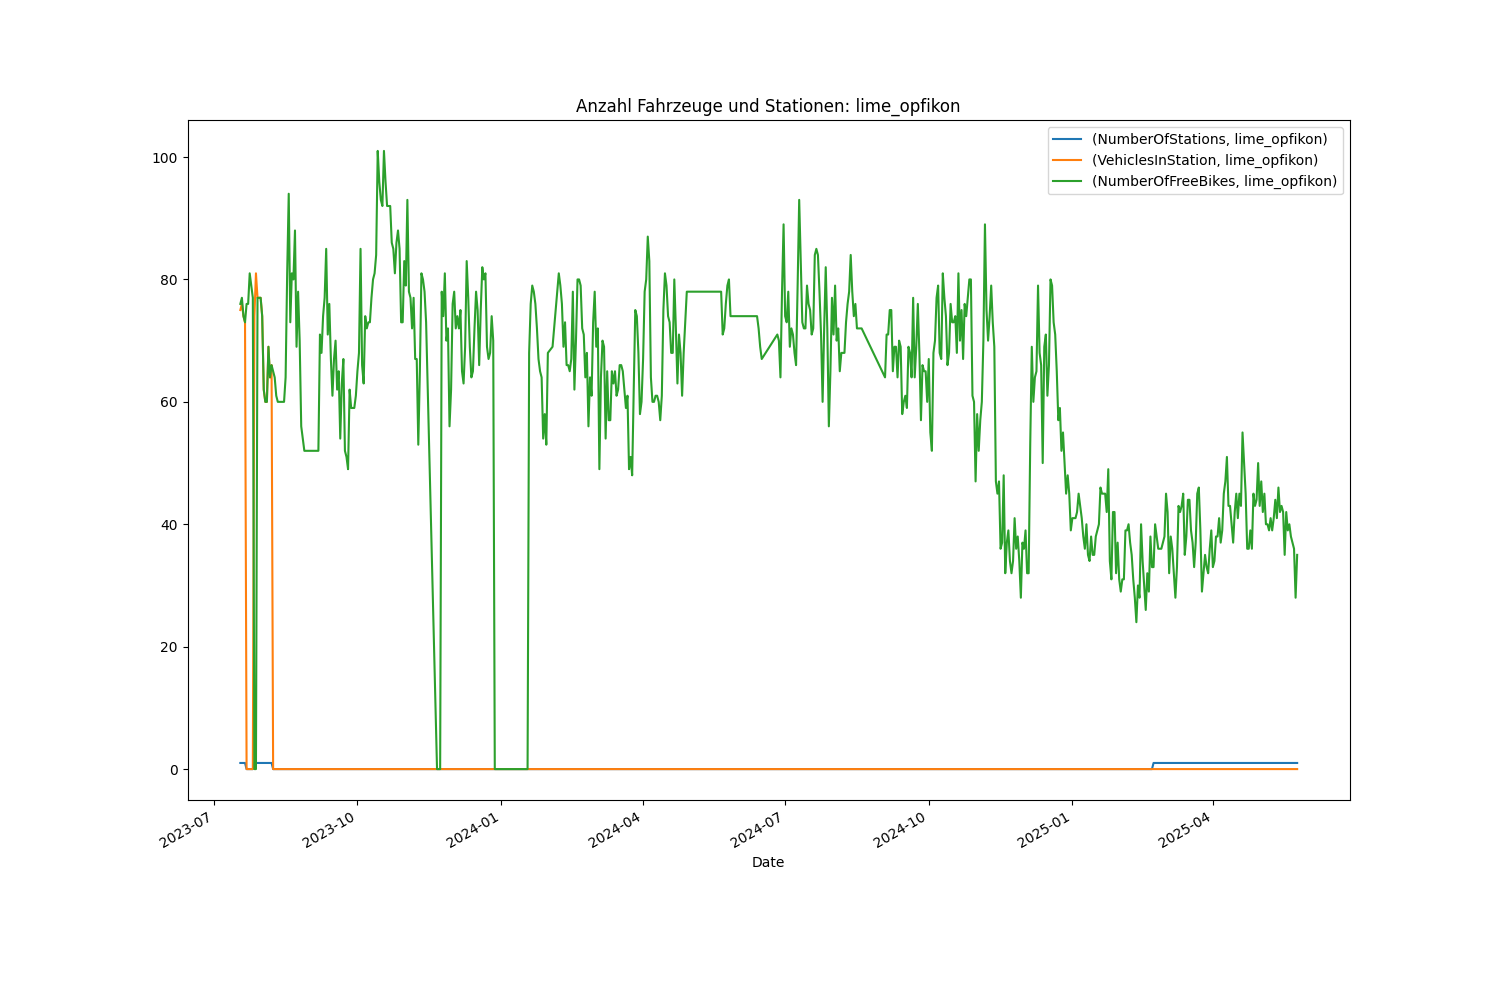 Anzahl Fahrzeuge und Stationen: lime_opfikon
(NumberOfStations, lime_opfikon)
(VehiclesInStation, lime_opfikon)
(NumberOfFreeBikes, lime_opfikon)
100
80
60
40
20
0
2023-07
2023-10
2024-01
2024-04
2024-07
2024-10
2025-01
2025-04
Date